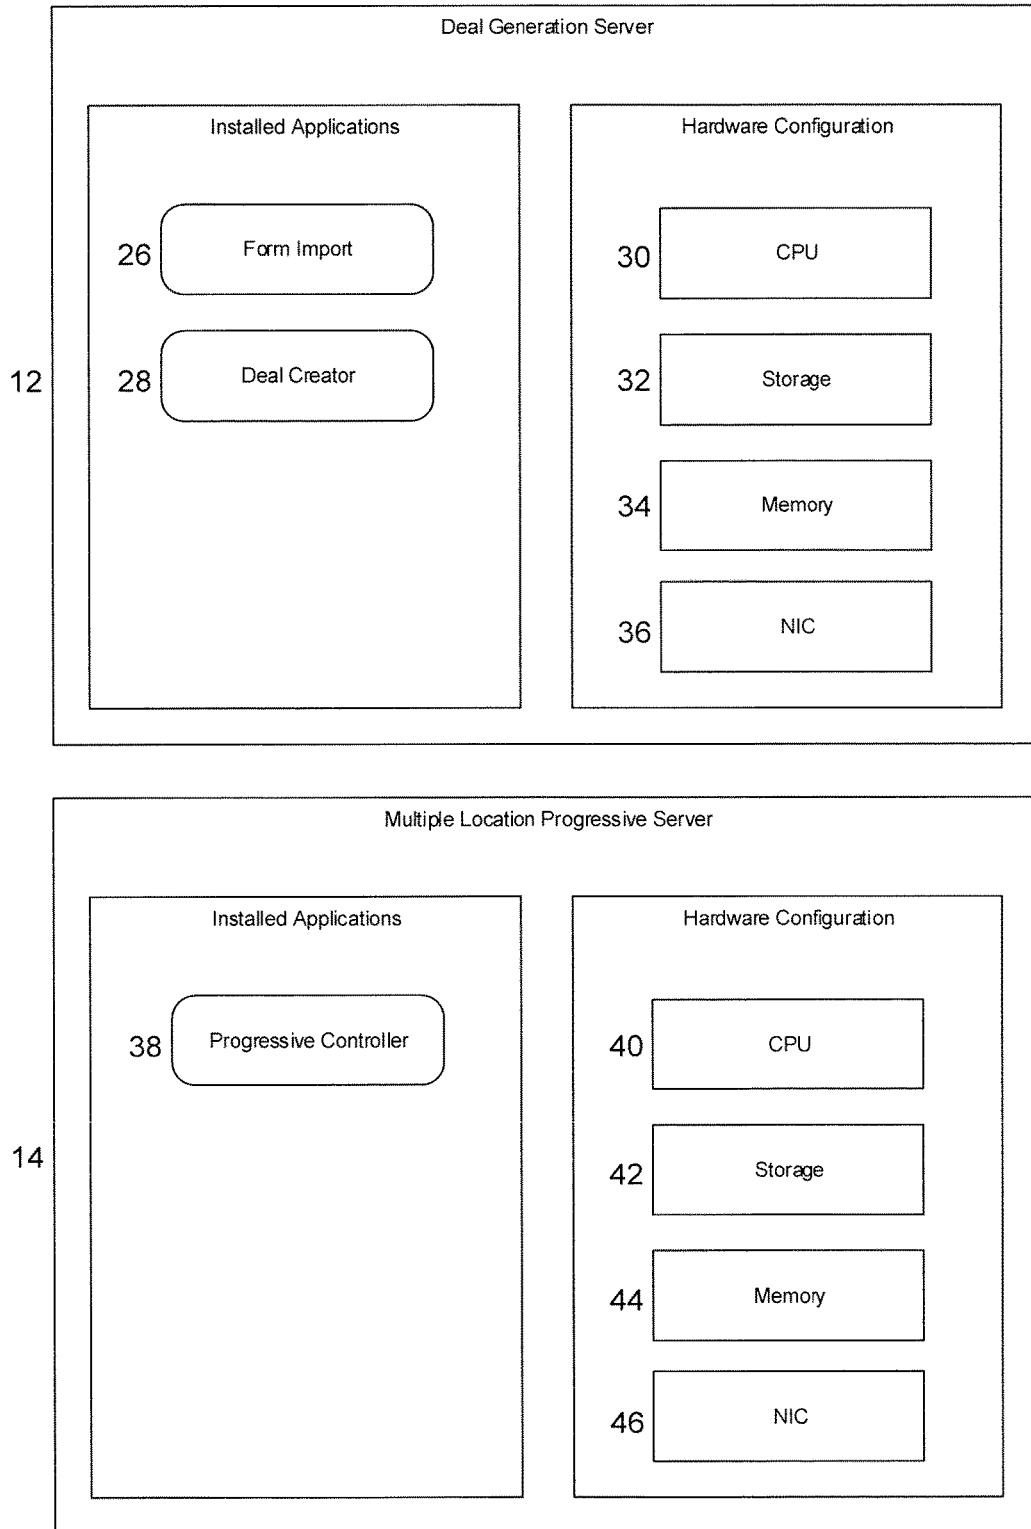 Deal Generation Server
Installed Applications
Hardware Configuration
26
Form Import
30
CPU
12
28
Deal Creator
32
Storage
34
Memory
36
NIC
Multiple Location Progressive Server
Installed Applications
Hardware Configuration
38
Progressive Controller
40
CPU
14
42
Storage
44
Memory
46
NIC